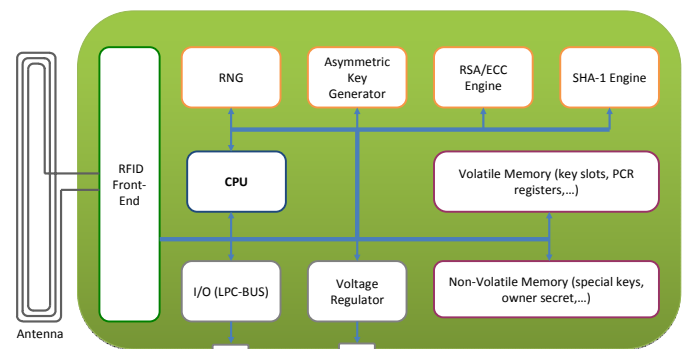 RNG
Asymmetric
Key
Generator
RSA/ECC
Engine
SHA-1 Engine
RFID
Front-
End
CPU
Volatile Memory (key slots, PCR
registers,...)
I/O (LPC-BUS)
Voltage
Regulator
Non-Volatile Memory (special keys,
owner secret,...)
Antenna